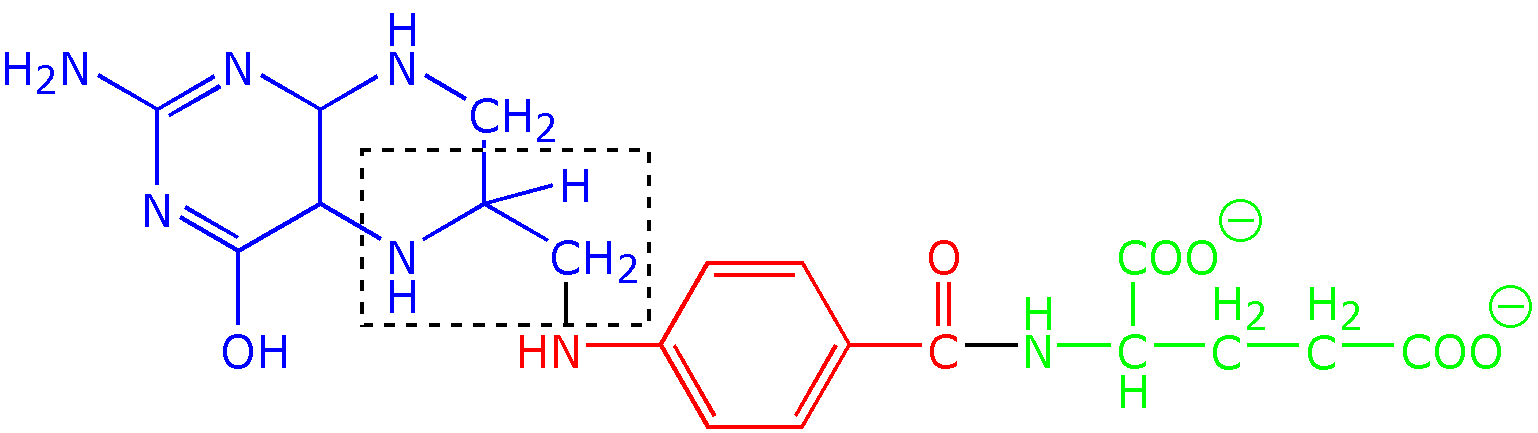 H
H₂N N N
CH₂
H
N
O COO⊖
N CH₂
H H H₂ H₂
OH HN C N C C C COO⊖
H